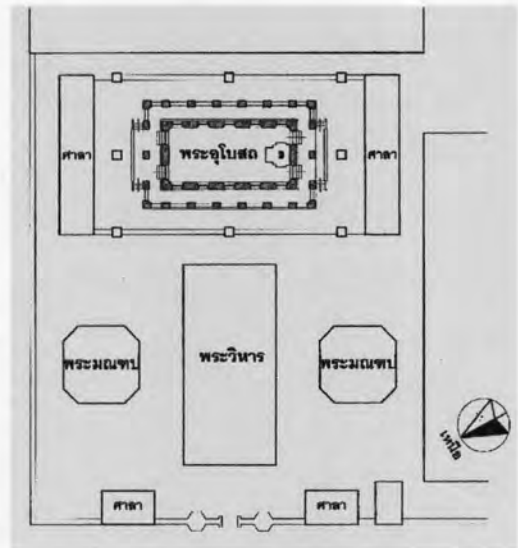 ศาลา
พระอุโบสถ
ศาลา
พระมณฑป
พระวิหาร
พระมณฑป
เหนือ
ศาลา
ศาลา